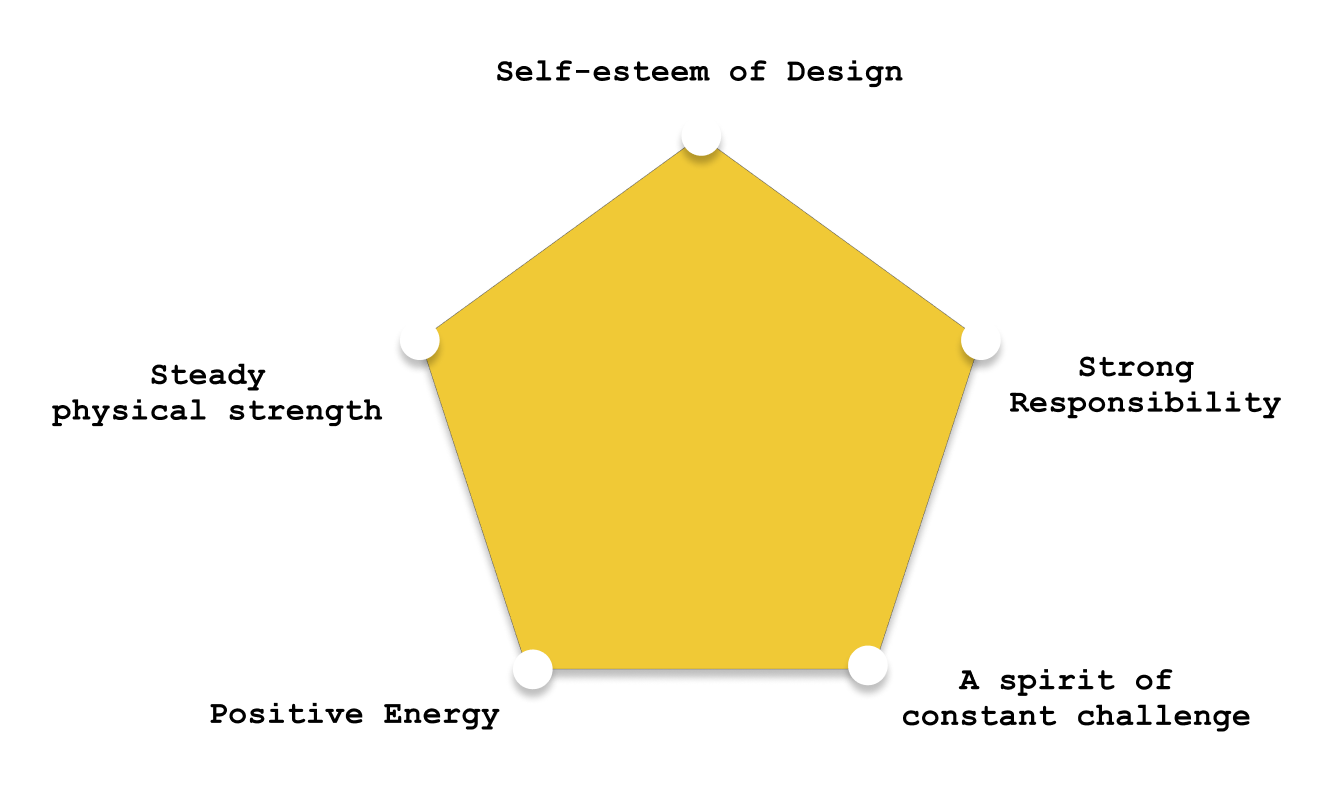 Self-esteem of Design
Strong
Responsibility
Steady
physical strength
A spirit of
constant challenge
Positive Energy